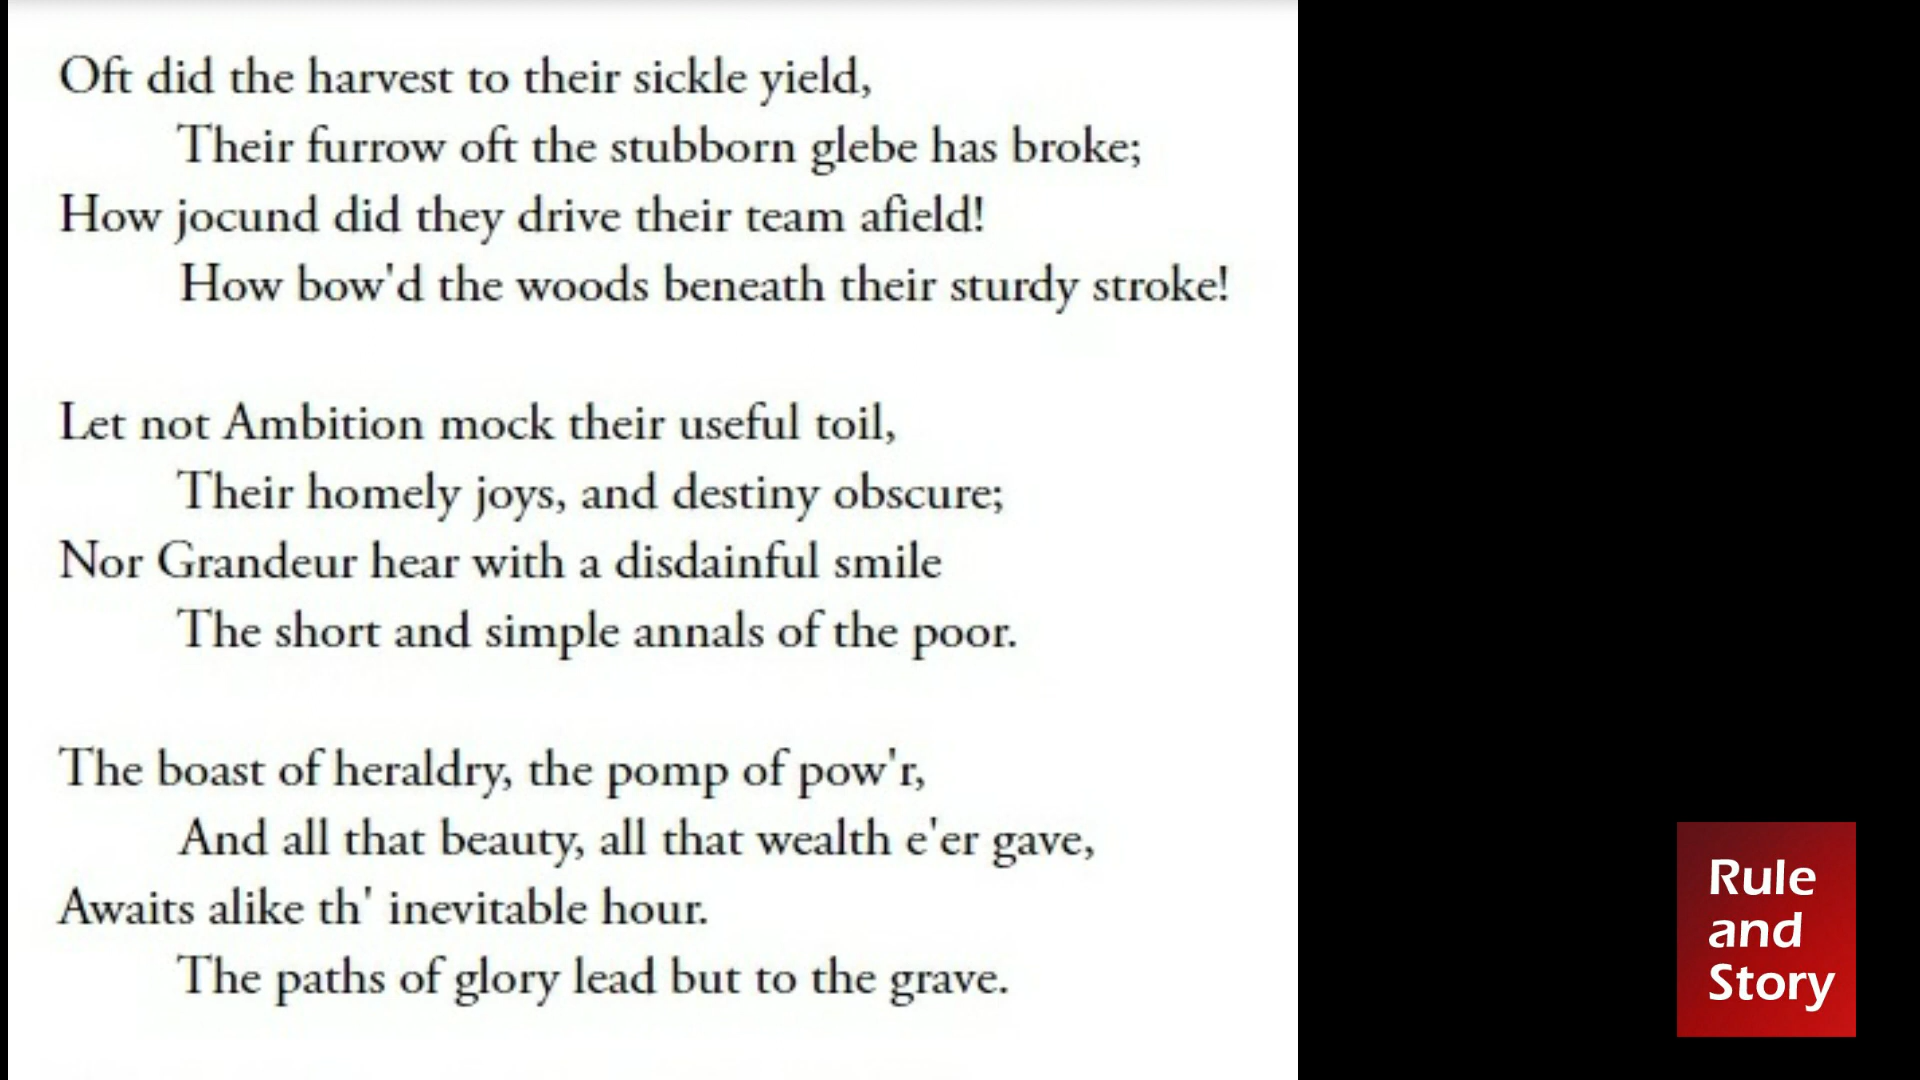 Oft did the harvest to their sickle yield,
Their furrow oft the stubborn glebe has broke;
How jocund did they drive their team afield!
How bow'd the woods beneath their sturdy stroke!
Let not Ambition mock their useful toil,
Their homely joys, and destiny obscure;
Nor Grandeur hear with a disdainful smile
The short and simple annals of the poor.
The boast of heraldry, the pomp of pow'r,
And all that beauty, all that wealth e'er gave,
Awaits alike th' inevitable hour.
The paths of glory lead but to the grave.
Rule
and
Story